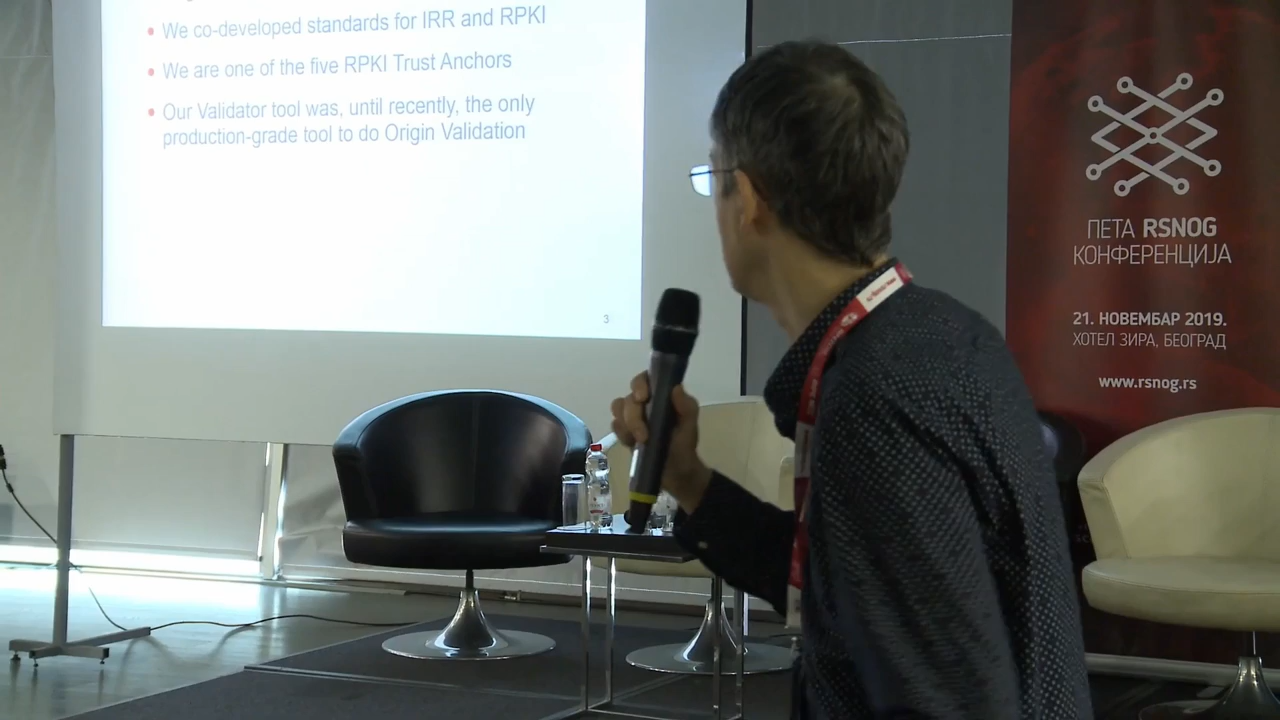 We co-developed standards for IRR and RPKI
We are one of the five RPKI Trust Anchors
Our Validator tool was, until recently, the only
production-grade tool to do Origin Validation
3
ПЕТА RSNOG
КОНФЕРЕНЦИЈА
21. НОВЕМБАР 2019.
ХОТЕЛ ЗИРА, БЕОГРАД
www.rsnog.rs